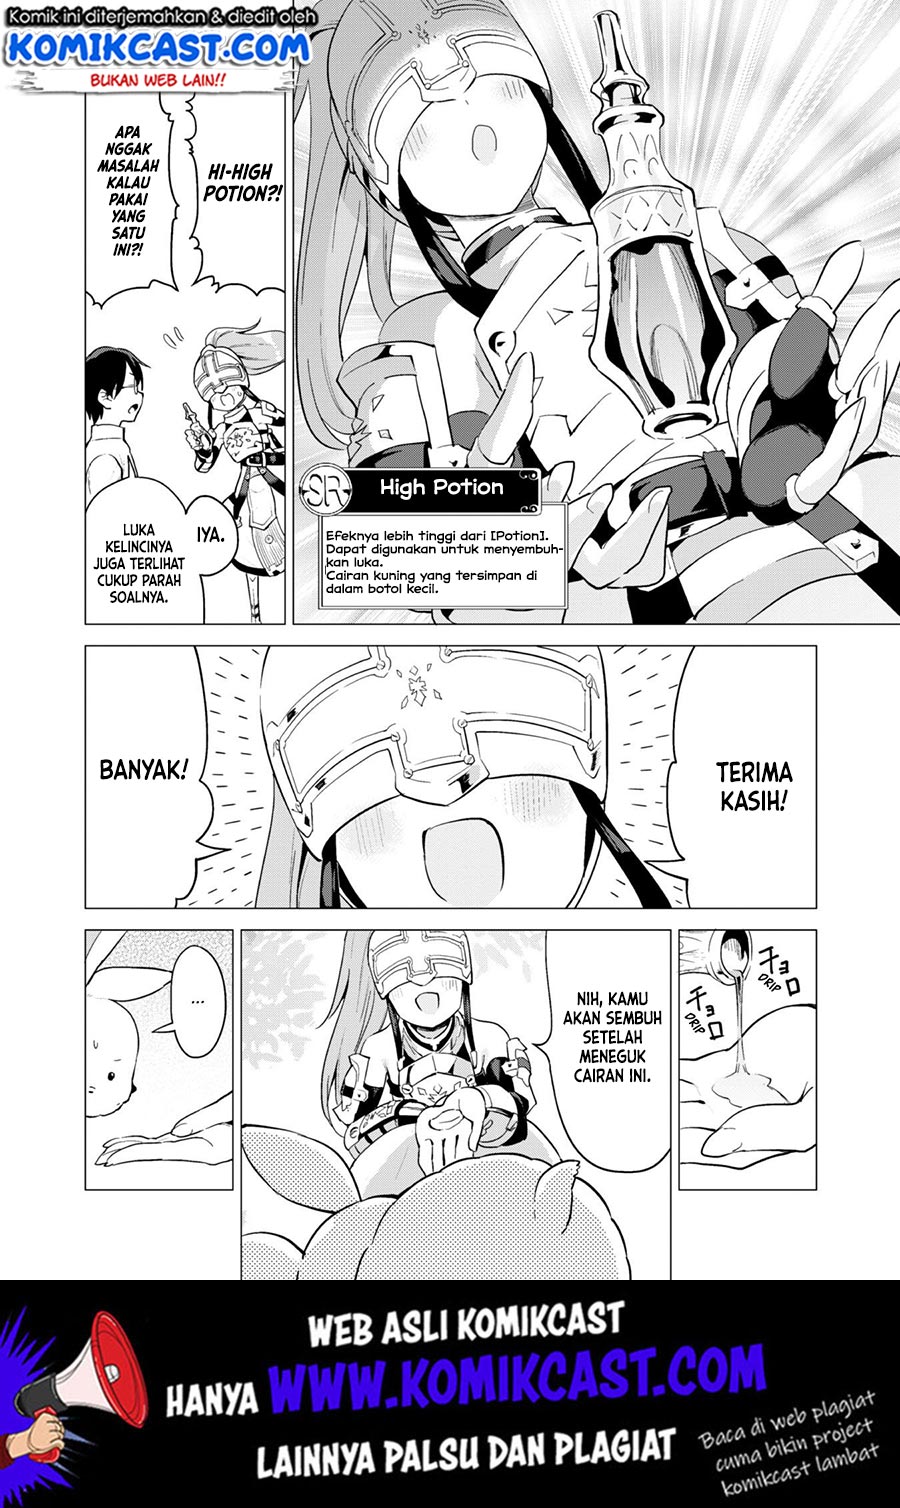 Komik ini diterjemahkan & diedit oleh
KOMIKCAST.COM
BUKAN WEB LAIN!!
SR
High Potion
Efeknya lebih tinggi dari [Potion].
Dapat digunakan untuk menyembuh-
kan luka.
Cairan kuning yang tersimpan di
dalam botol kecil.
HI-HIGH
POTION?!
APA
NGGAK
MASALAH
KALAU
PAKAI
YANG
SATU
INI?!
IYA.
LUKA
KELINCINYA
JUGA TERLIHAT
CUKUP PARAH
SOALNYA.
TERIMA
KASIH!
BANYAK!
チョロ
DRIP
チョロ
DRIP
NIH, KAMU
AKAN SEMBUH
SETELAH
MENEGUK
CAIRAN INI.
...
WEB ASLI KOMIKCAST
HANYA WWW.KOMIKCAST.COM
LAINNYA PALSU DAN PLAGIAT
Baca di web plagiat
cuma bikin project
komikcast lambat